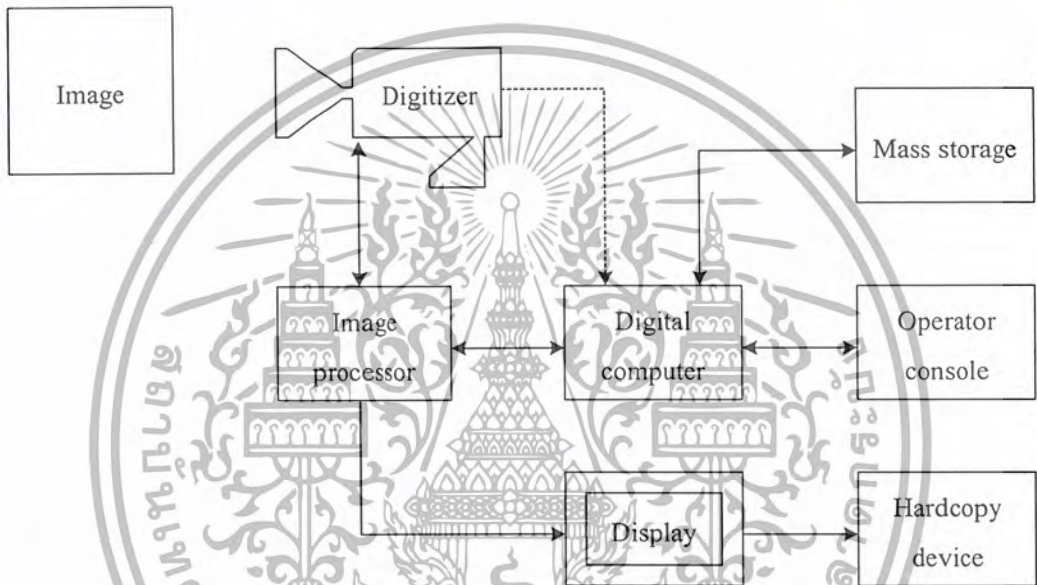 Image
Digitizer
Mass storage
Image
processor
Digital
computer
Operator
console
Display
Hardcopy
device